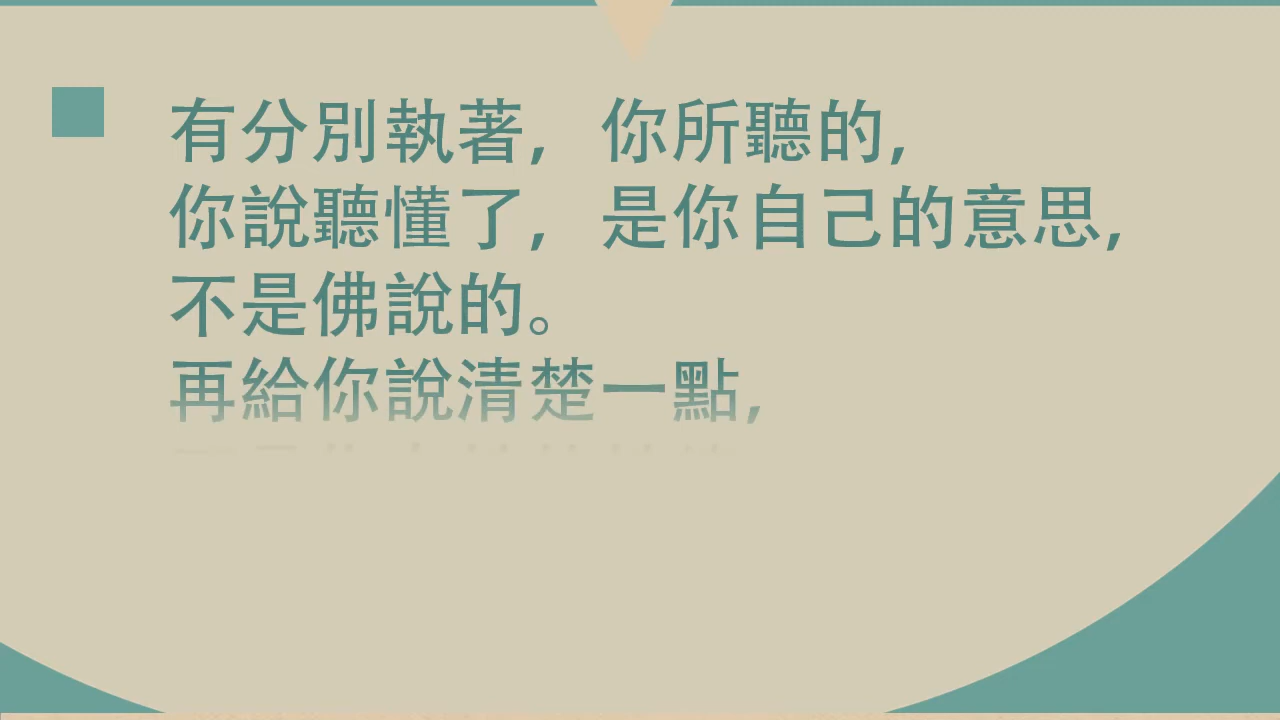 有分別執著，你所聽的，
你說聽懂了，是你自己的意思，
不是佛說的。
再給你說清楚一點，